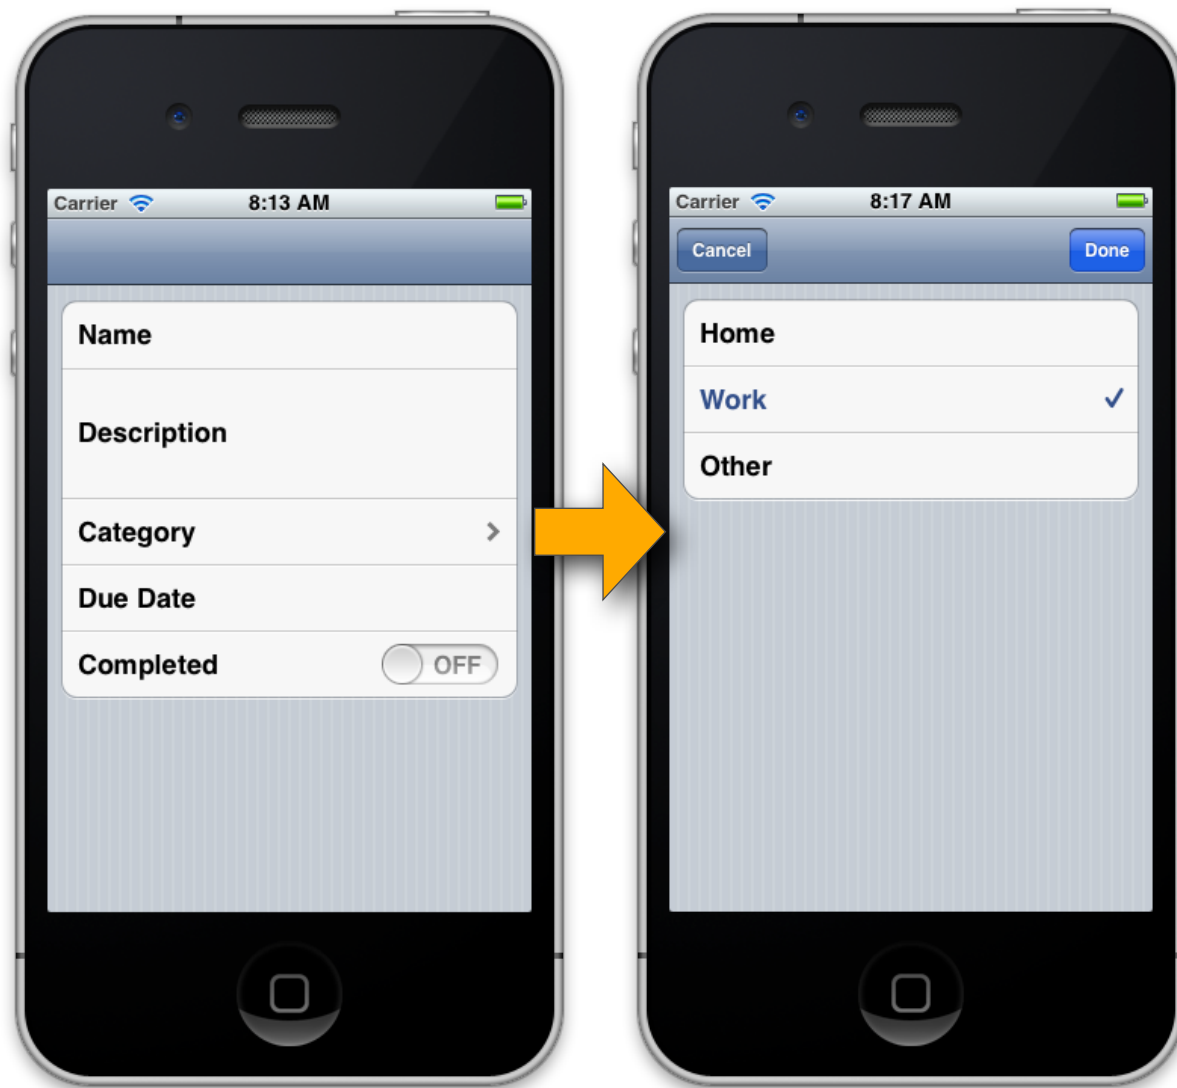 Carrier 8:13 AM
Name
Description
Category
Due Date
Completed OFF
Carrier 8:17 AM
Cancel Done
Home
Work
Other